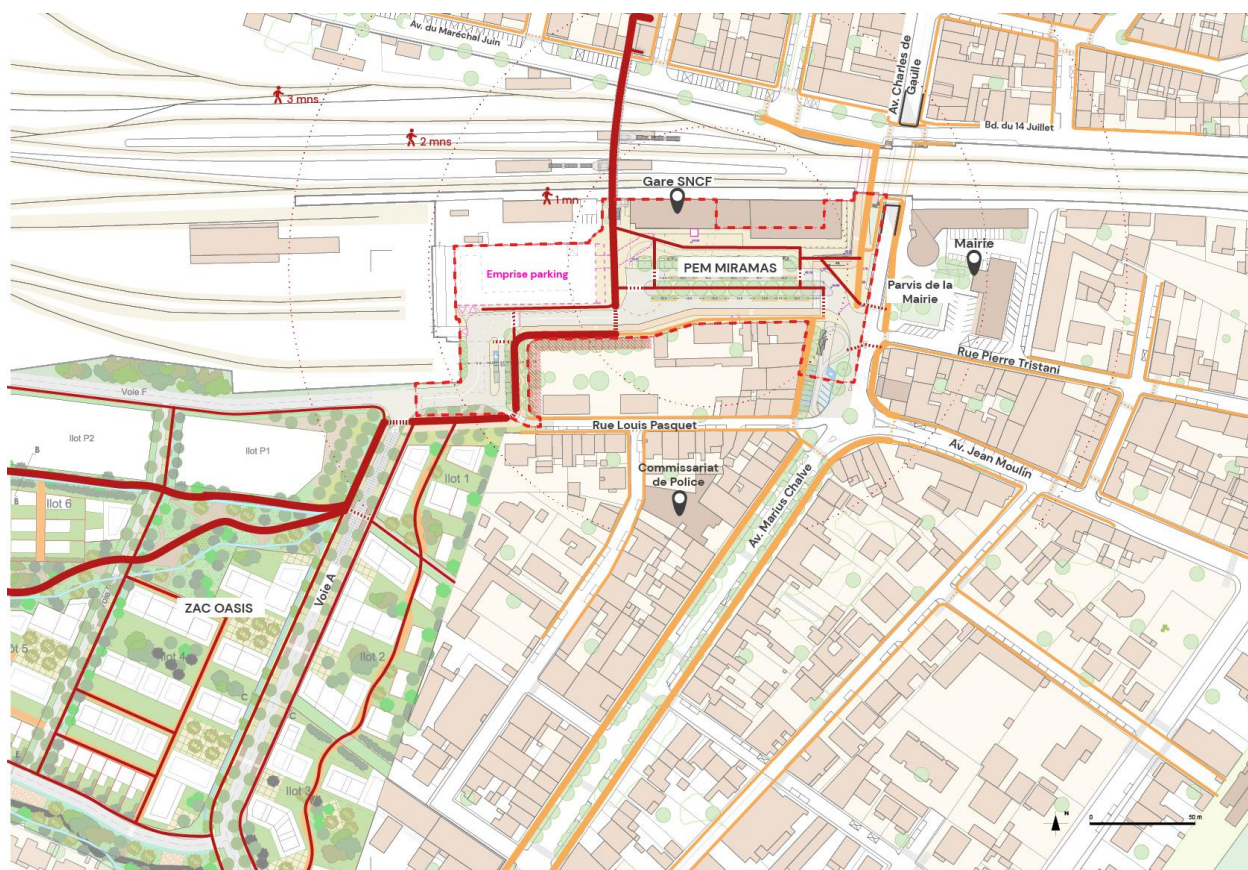 Av. du Maréchal Juin
Av. Charles de
Gaulle
Bd. du 14 Juillet
3 mns
2 mns
1 mn
Gare SNCF
Mairie
Emprise parking
PEM MIRAMAS
Parvis de la
Mairie
Rue Pierre Tristani
Voie F
Rue Louis Pasquet
Av. Jean Moulin
Ilot P2
Ilot P1
B
Ilot 1
Commissariat
de Police
Av. Marius Chalve
B
Ilot 6
Voie A
ZAC OASIS
Ilot 4
Ilot 2
C
C
Ilot 3
E
N
0
50 m